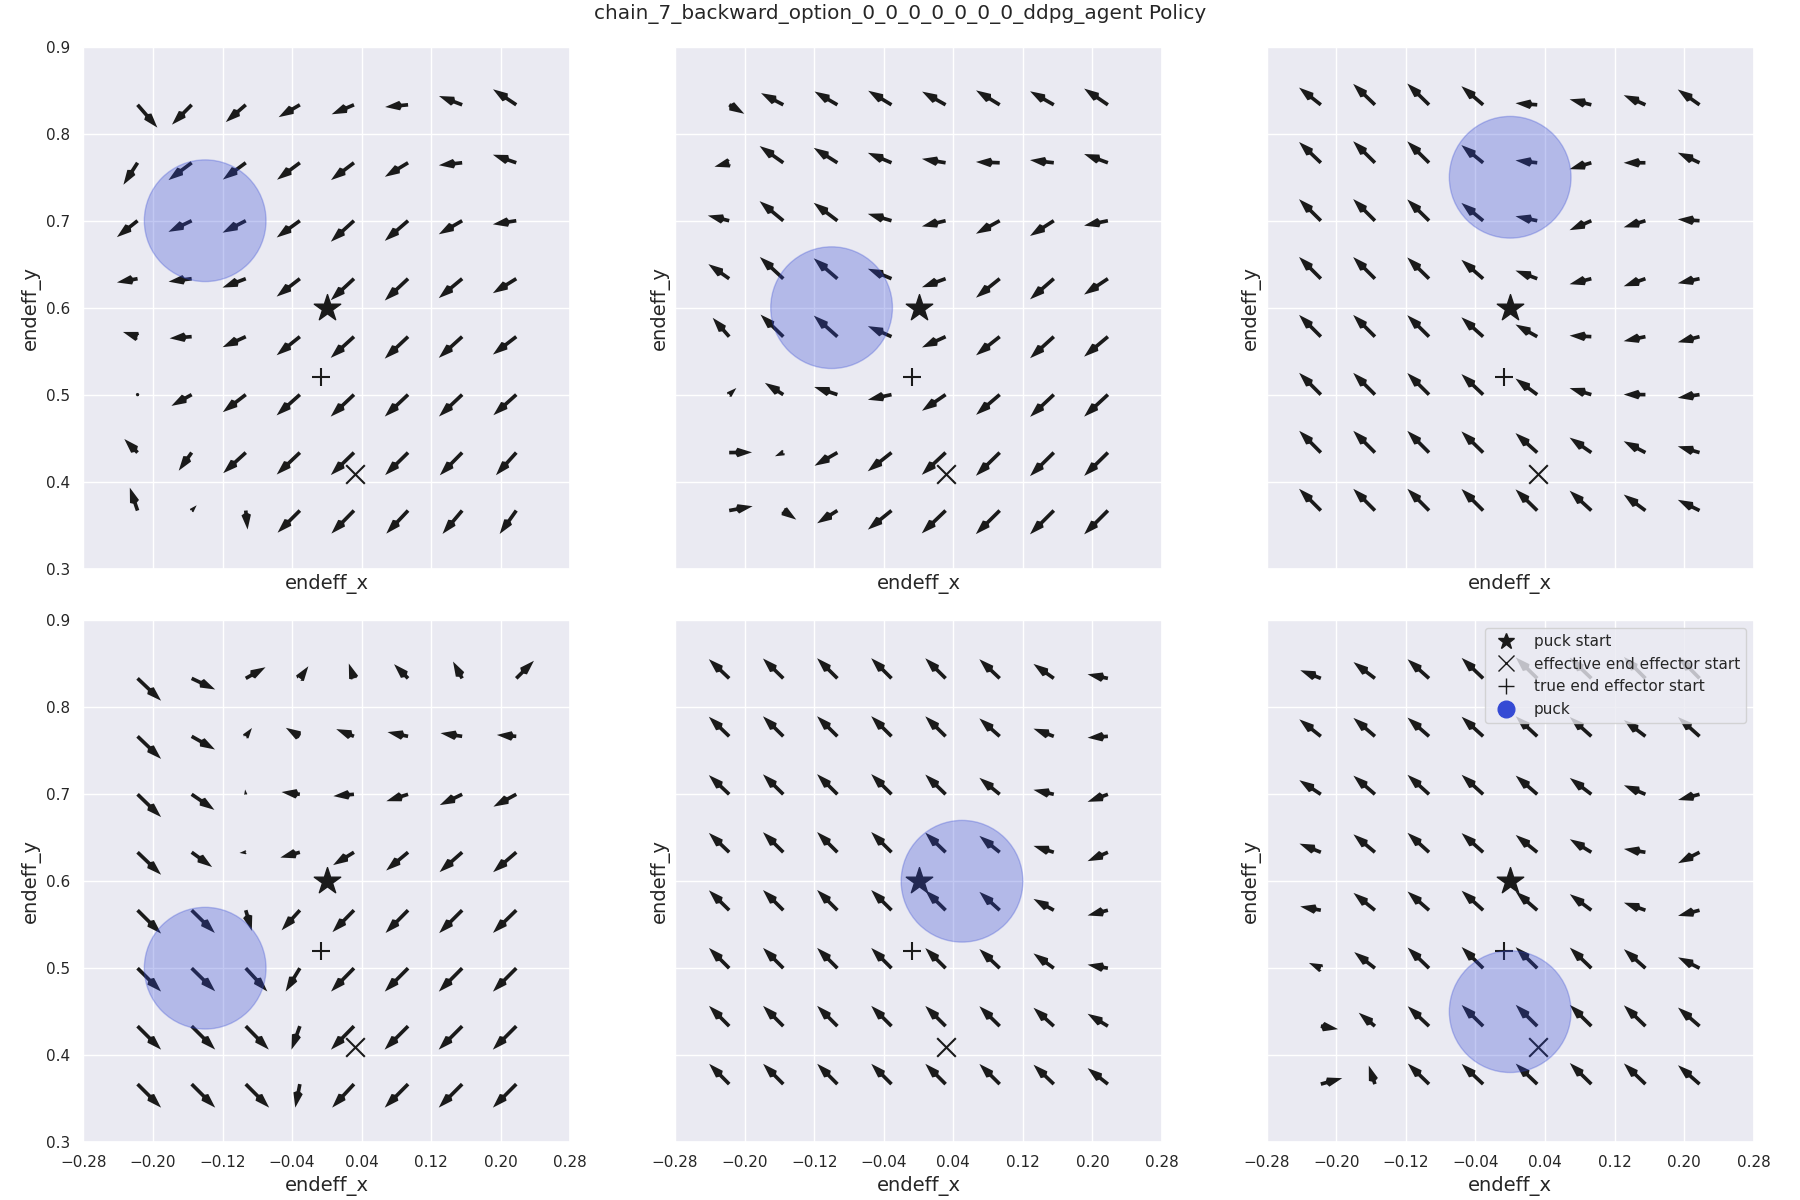 chain_7_backward_option_0_0_0_0_0_0_0_ddpg_agent Policy
0.9
0.8
0.7
0.6
0.5
0.4
0.3
endeff_y
endeff_x
endeff_y
endeff_x
endeff_y
endeff_x
0.9
0.8
0.7
0.6
0.5
0.4
0.3
endeff_y
−0.28 −0.20 −0.12 −0.04 0.04 0.12 0.20 0.28
endeff_x
endeff_y
−0.28 −0.20 −0.12 −0.04 0.04 0.12 0.20 0.28
endeff_x
puck start
effective end effector start
true end effector start
puck
endeff_y
−0.28 −0.20 −0.12 −0.04 0.04 0.12 0.20 0.28
endeff_x